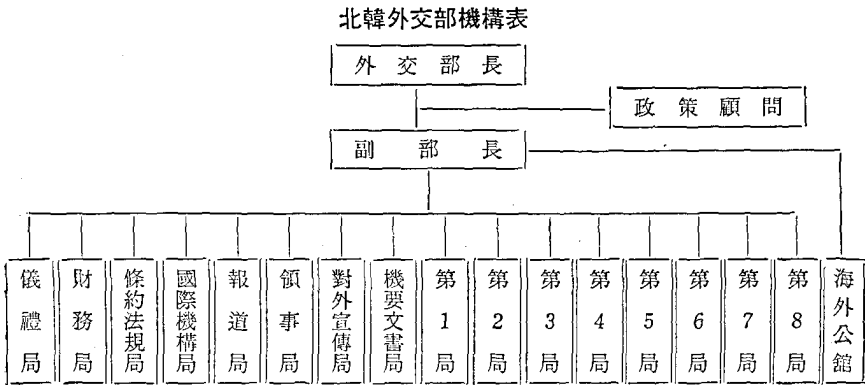 北韓外交部機構表
外交部長
政策顧問
副部長
儀禮局
財務局
條約法規局
國際機構局
報道局
領事局
對外宣傳局
機要文書局
第1局
第2局
第3局
第4局
第5局
第6局
第7局
第8局
海外公館